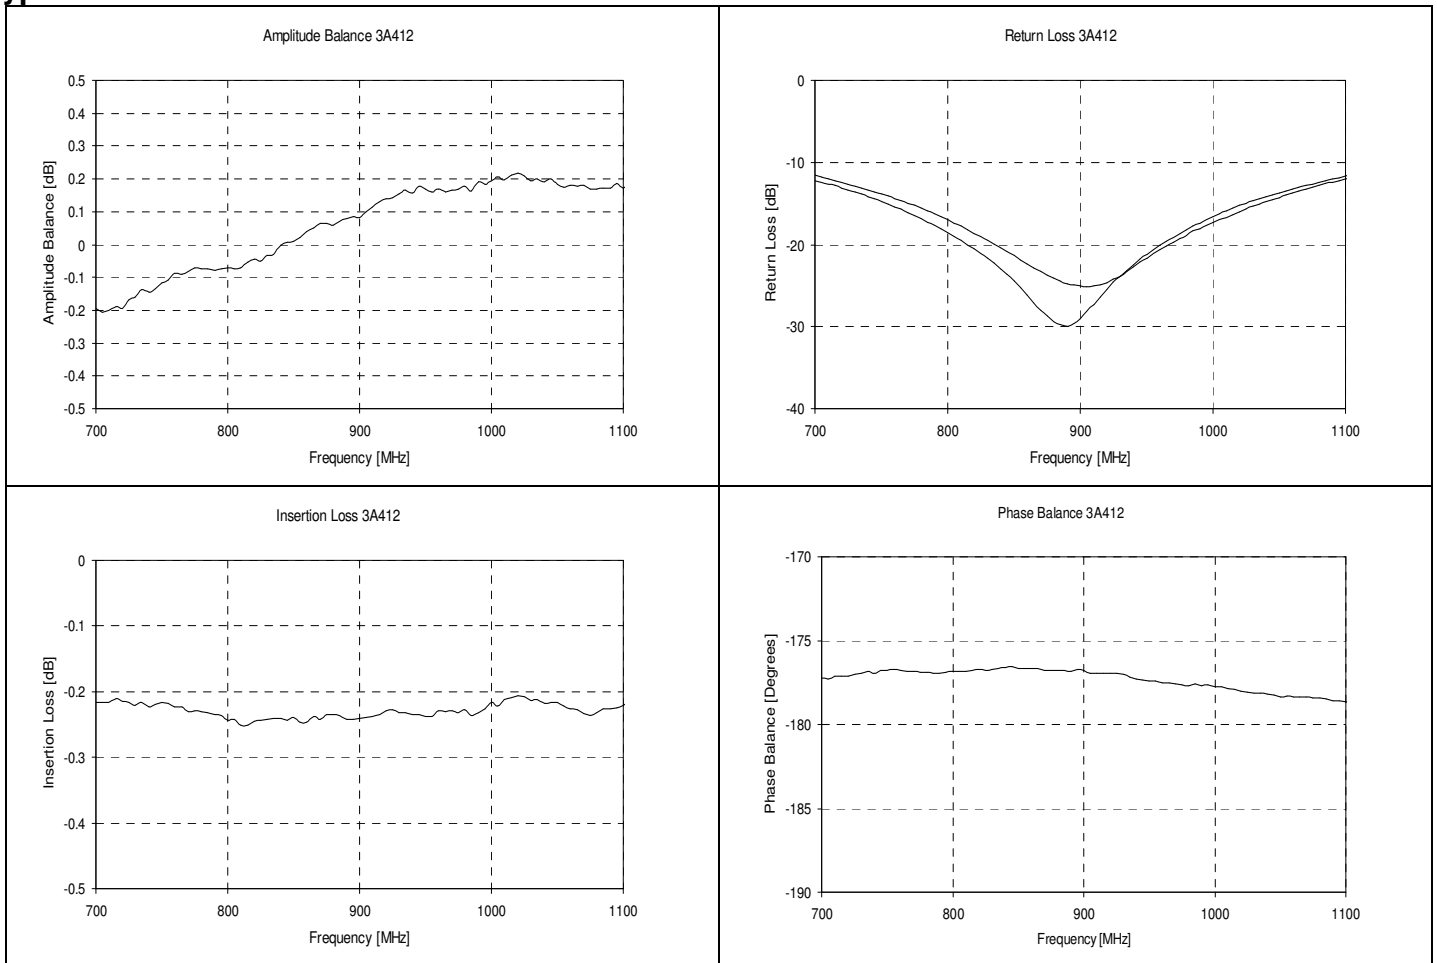 Amplitude Balance 3A412
0.5
0.4
0.3
0.2
0.1
0
-0.1
-0.2
-0.3
-0.4
-0.5
700 800 900 1000 1100
Amplitude Balance [dB]
Frequency [MHz]
Return Loss 3A412
0
-10
-20
-30
-40
700 800 900 1000 1100
Return Loss [dB]
Frequency [MHz]
Insertion Loss 3A412
0
-0.1
-0.2
-0.3
-0.4
-0.5
700 800 900 1000 1100
Insertion Loss [dB]
Frequency [MHz]
Phase Balance 3A412
-170
-175
-180
-185
-190
700 800 900 1000 1100
Phase Balance [Degrees]
Frequency [MHz]